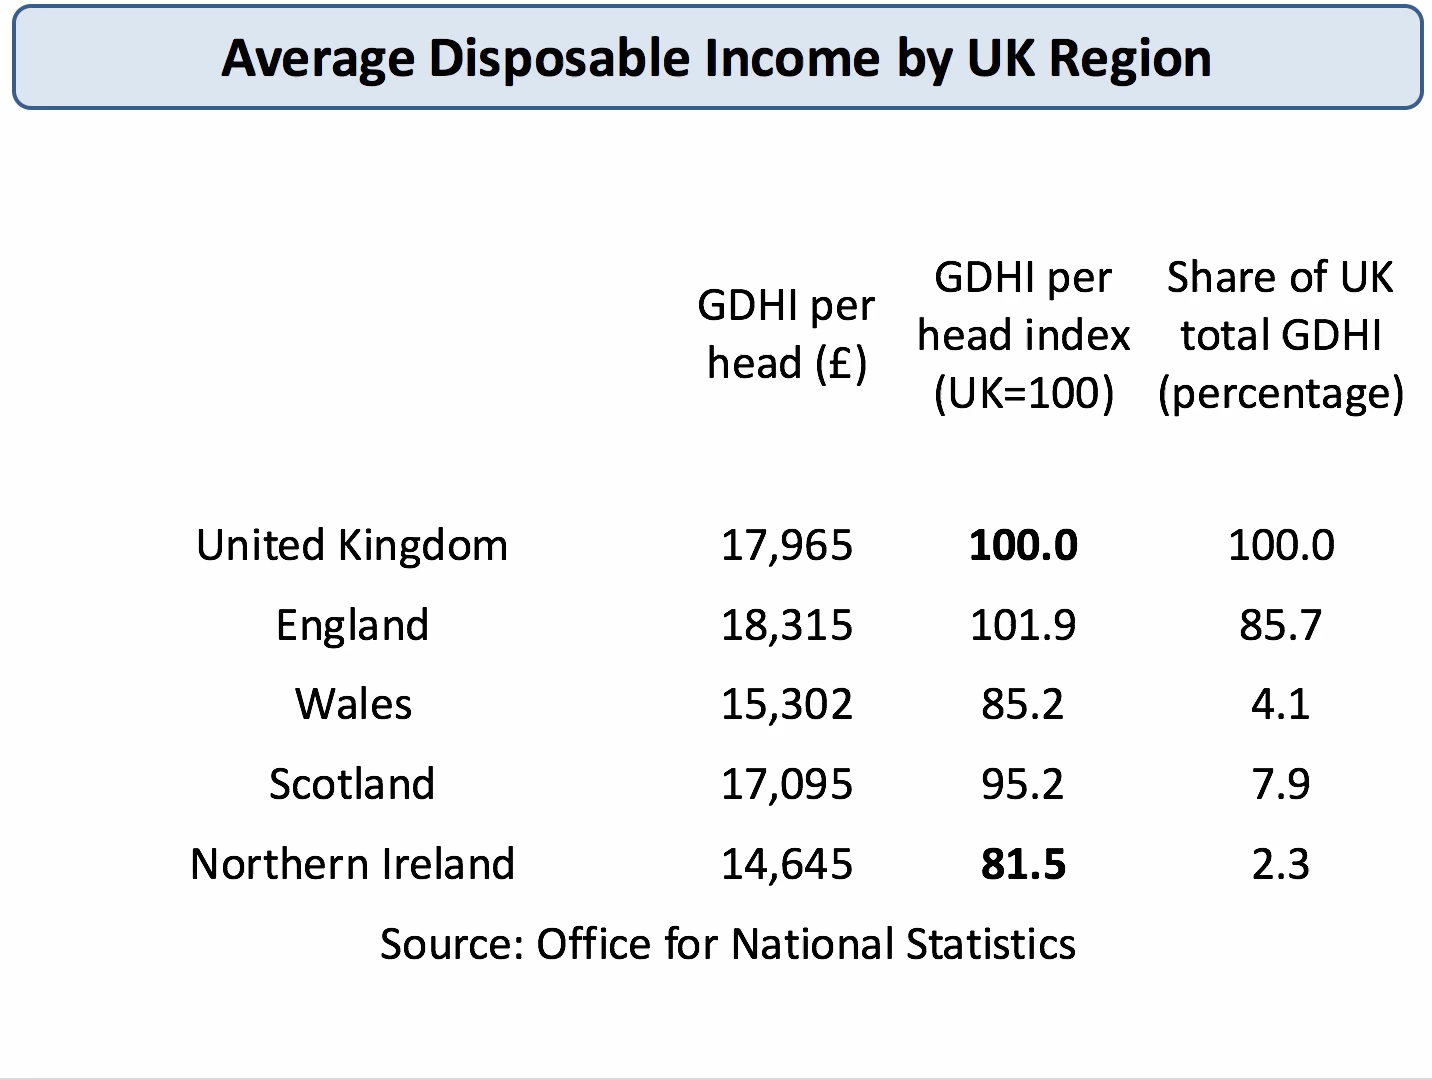 Average Disposable Income by UK Region
GDHI per
head (£)
GDHI per
head index
(UK=100)
Share of UK
total GDHI
(percentage)
United Kingdom 17,965 100.0 100.0
England 18,315 101.9 85.7
Wales 15,302 85.2 4.1
Scotland 17,095 95.2 7.9
Northern Ireland 14,645 81.5 2.3
Source: Office for National Statistics